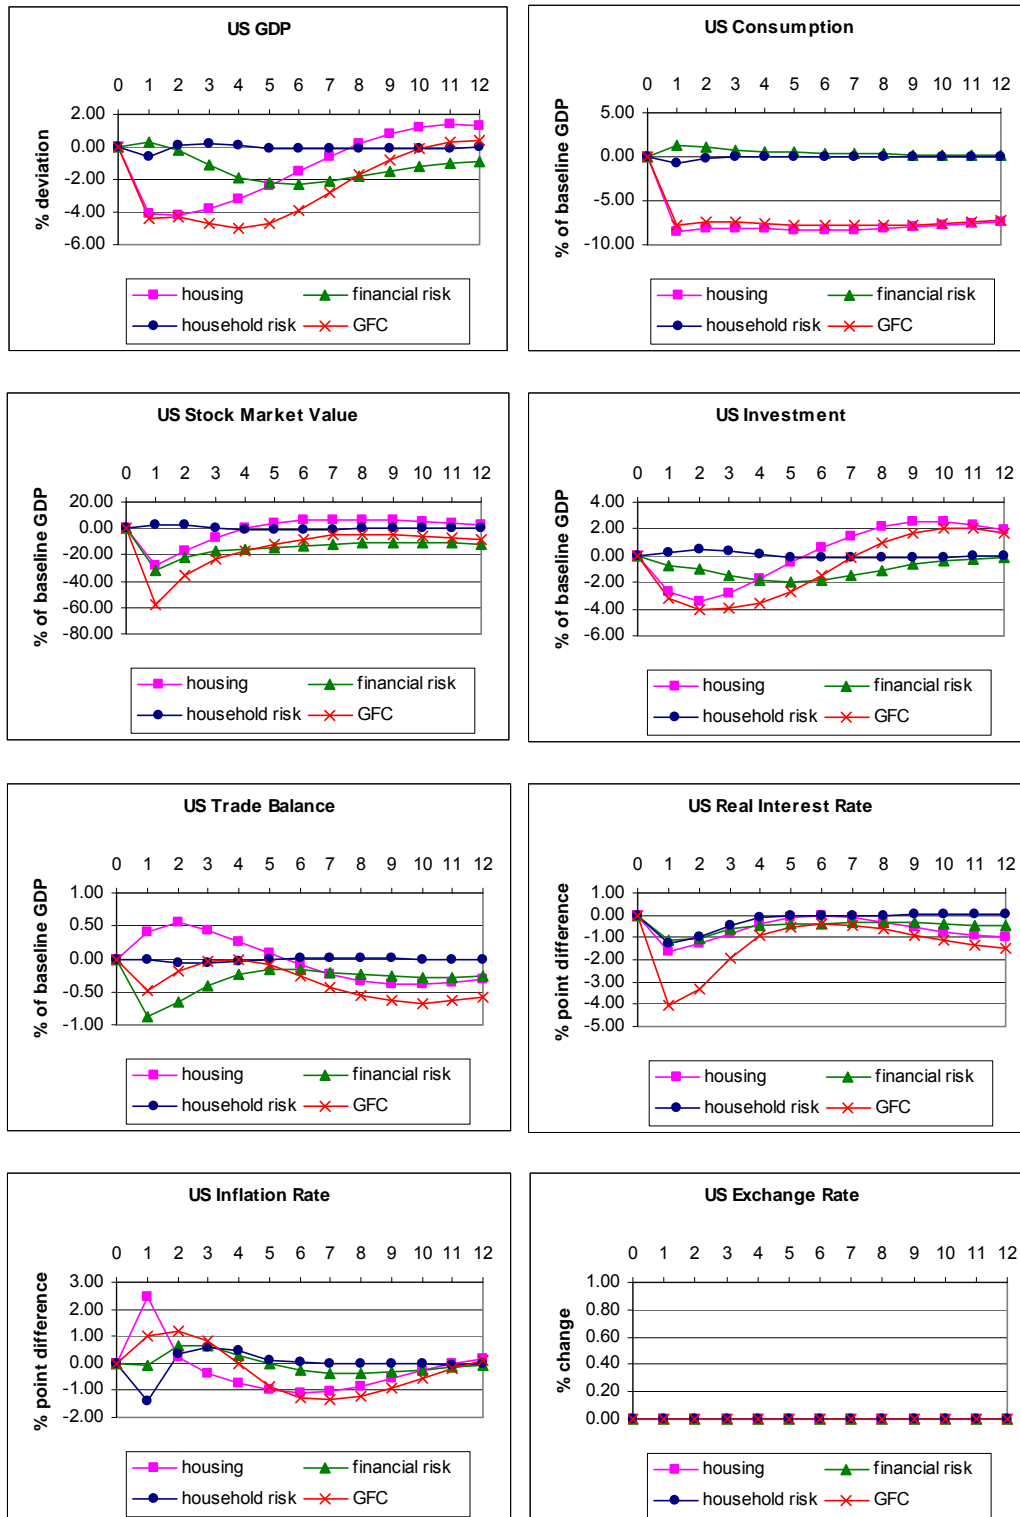 US GDP
0 1 2 3 4 5 6 7 8 9 10 11 12
2.00
0.00
-2.00
-4.00
-6.00
% deviation
housing financial risk
household risk GFC
US Consumption
0 1 2 3 4 5 6 7 8 9 10 11 12
5.00
0.00
-5.00
-10.00
% of baseline GDP
housing financial risk
household risk GFC
US Stock Market Value
0 1 2 3 4 5 6 7 8 9 10 11 12
20.00
0.00
-20.00
-40.00
-60.00
-80.00
% of baseline GDP
housing financial risk
household risk GFC
US Investment
0 1 2 3 4 5 6 7 8 9 10 11 12
4.00
2.00
0.00
-2.00
-4.00
-6.00
% of baseline GDP
housing financial risk
household risk GFC
US Trade Balance
0 1 2 3 4 5 6 7 8 9 10 11 12
1.00
0.50
0.00
-0.50
-1.00
% of baseline GDP
housing financial risk
household risk GFC
US Real Interest Rate
0 1 2 3 4 5 6 7 8 9 10 11 12
1.00
0.00
-1.00
-2.00
-3.00
-4.00
-5.00
% point difference
housing financial risk
household risk GFC
US Inflation Rate
0 1 2 3 4 5 6 7 8 9 10 11 12
3.00
2.00
1.00
0.00
-1.00
-2.00
% point difference
housing financial risk
household risk GFC
US Exchange Rate
0 1 2 3 4 5 6 7 8 9 10 11 12
1.00
0.80
0.60
0.40
0.20
0.00
% change
housing financial risk
household risk GFC